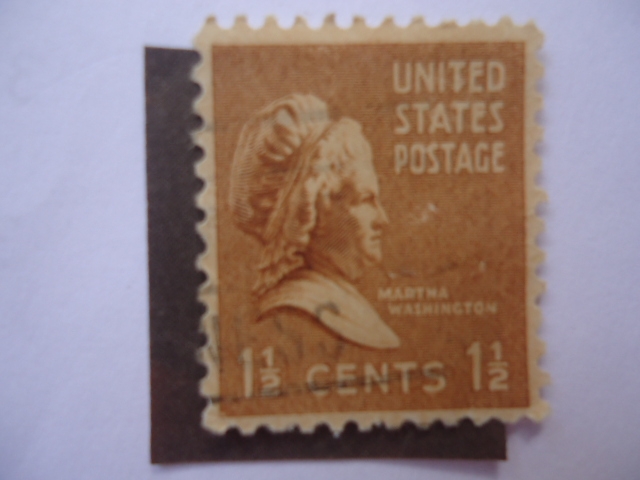 UNITED
STATES
POSTAGE
MARTHA
WASHINGTON
1½ CENTS 1½